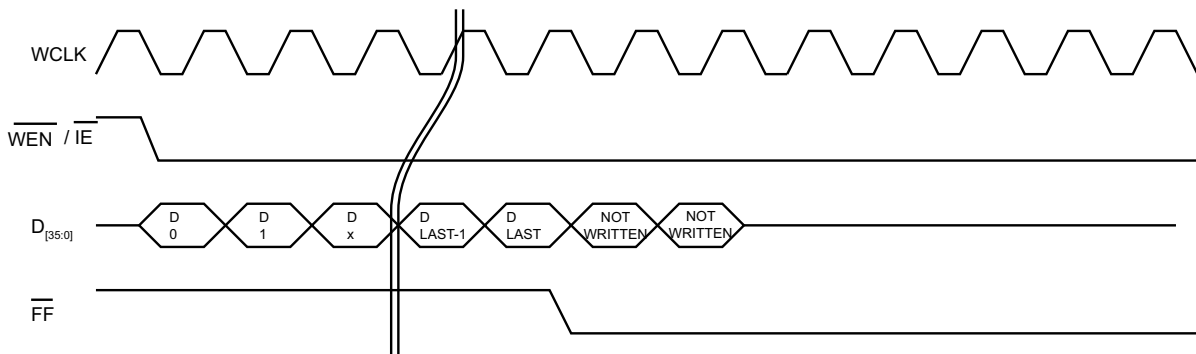 WCLK
WEN / IE
D[35:0]
D
0
D
1
D
x
D
LAST-1
D
LAST
NOT
WRITTEN
NOT
WRITTEN
FF